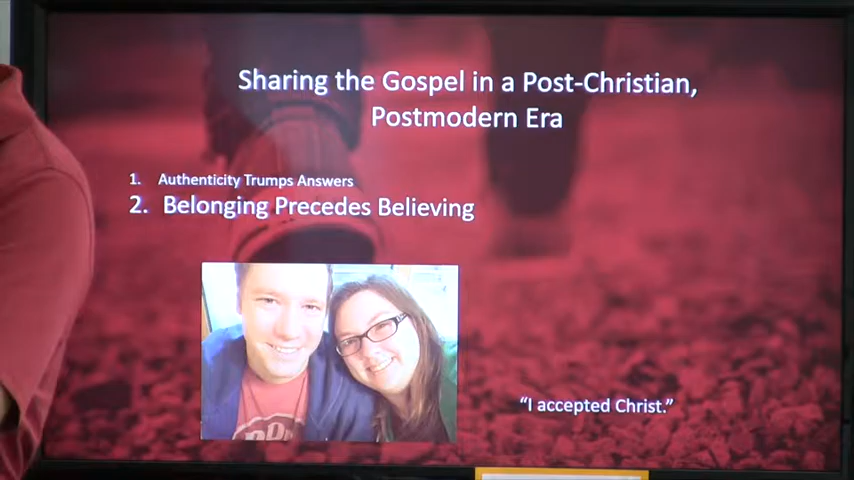 Sharing the Gospel in a Post-Christian,
Postmodern Era
1. Authenticity Trumps Answers
2. Belonging Precedes Believing
"I accepted Christ."